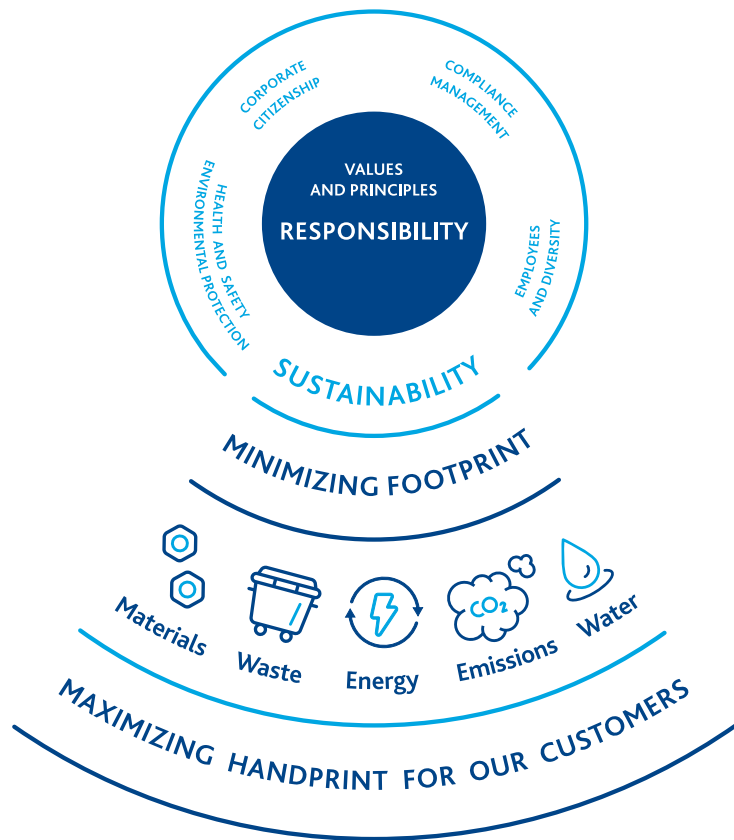 CORPORATE
CITIZENSHIP
COMPLIANCE
MANAGEMENT
VALUES
AND PRINCIPLES
RESPONSIBILITY
HEALTH AND SAFETY
ENVIRONMENTAL PROTECTION
EMPLOYEES
AND DIVERSITY
SUSTAINABILITY
MINIMIZING FOOTPRINT
CO₂
Materials
Waste
Energy
Emissions
Water
MAXIMIZING HANDPRINT FOR OUR CUSTOMERS